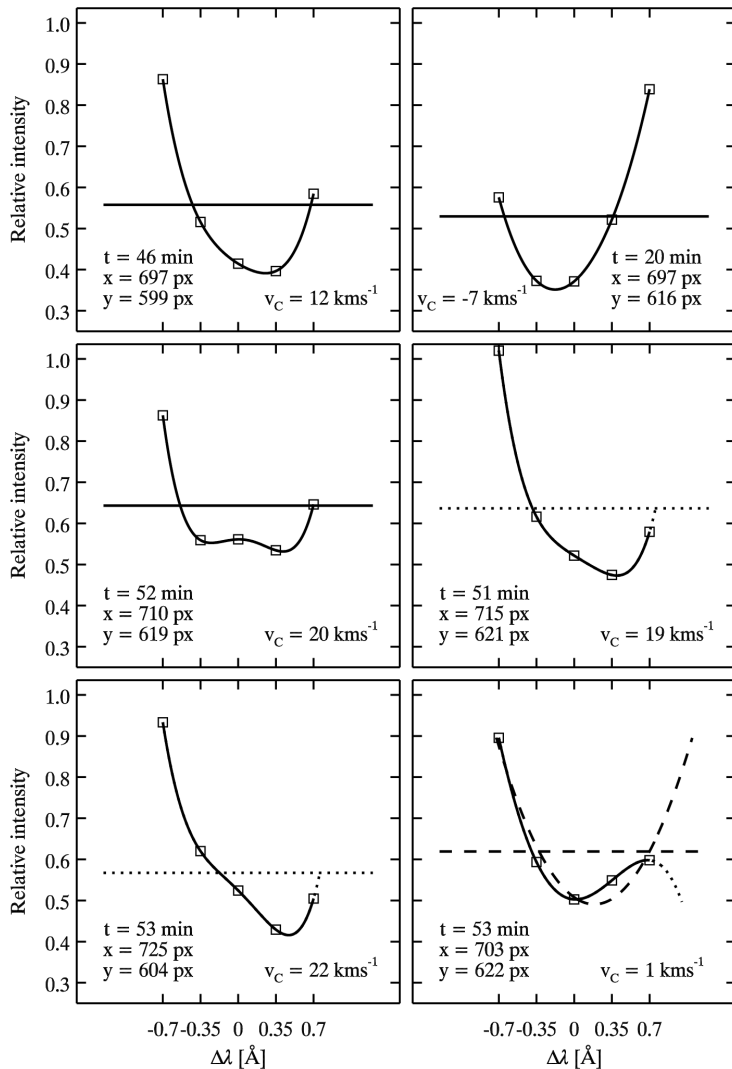 1.0
0.9
0.8
0.7
0.6
0.5
0.4
0.3
Relative intensity
t = 46 min
x = 697 px
y = 599 px
v_C = 12 kms⁻¹
t = 20 min
x = 697 px
y = 616 px
v_C = -7 kms⁻¹
1.0
0.9
0.8
0.7
0.6
0.5
0.4
0.3
Relative intensity
t = 52 min
x = 710 px
y = 619 px
v_C = 20 kms⁻¹
t = 51 min
x = 715 px
y = 621 px
v_C = 19 kms⁻¹
1.0
0.9
0.8
0.7
0.6
0.5
0.4
0.3
Relative intensity
t = 53 min
x = 725 px
y = 604 px
v_C = 22 kms⁻¹
t = 53 min
x = 703 px
y = 622 px
v_C = 1 kms⁻¹
-0.7 -0.35 0 0.35 0.7
Δλ [Å]
-0.7 -0.35 0 0.35 0.7
Δλ [Å]